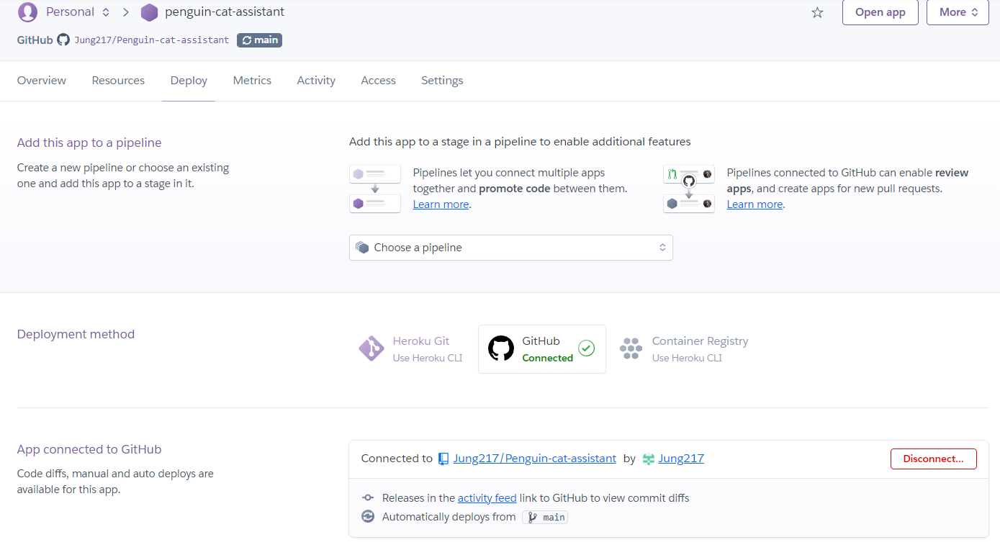 Personal penguin-cat-assistant Open app More
GitHub Jung217/Penguin-cat-assistant main
Overview Resources Deploy Metrics Activity Access Settings
Add this app to a pipeline
Create a new pipeline or choose an existing
one and add this app to a stage in it.
Add this app to a stage in a pipeline to enable additional features
Pipelines let you connect multiple apps
together and promote code between them.
Learn more.
Pipelines connected to GitHub can enable review
apps, and create apps for new pull requests.
Learn more.
Choose a pipeline
Deployment method
Heroku Git
Use Heroku CLI
GitHub
Connected
Container Registry
Use Heroku CLI
App connected to GitHub
Code diffs, manual and auto deploys are
available for this app.
Connected to Jung217/Penguin-cat-assistant by Jung217 Disconnect...
Releases in the activity feed link to GitHub to view commit diffs
Automatically deploys from main